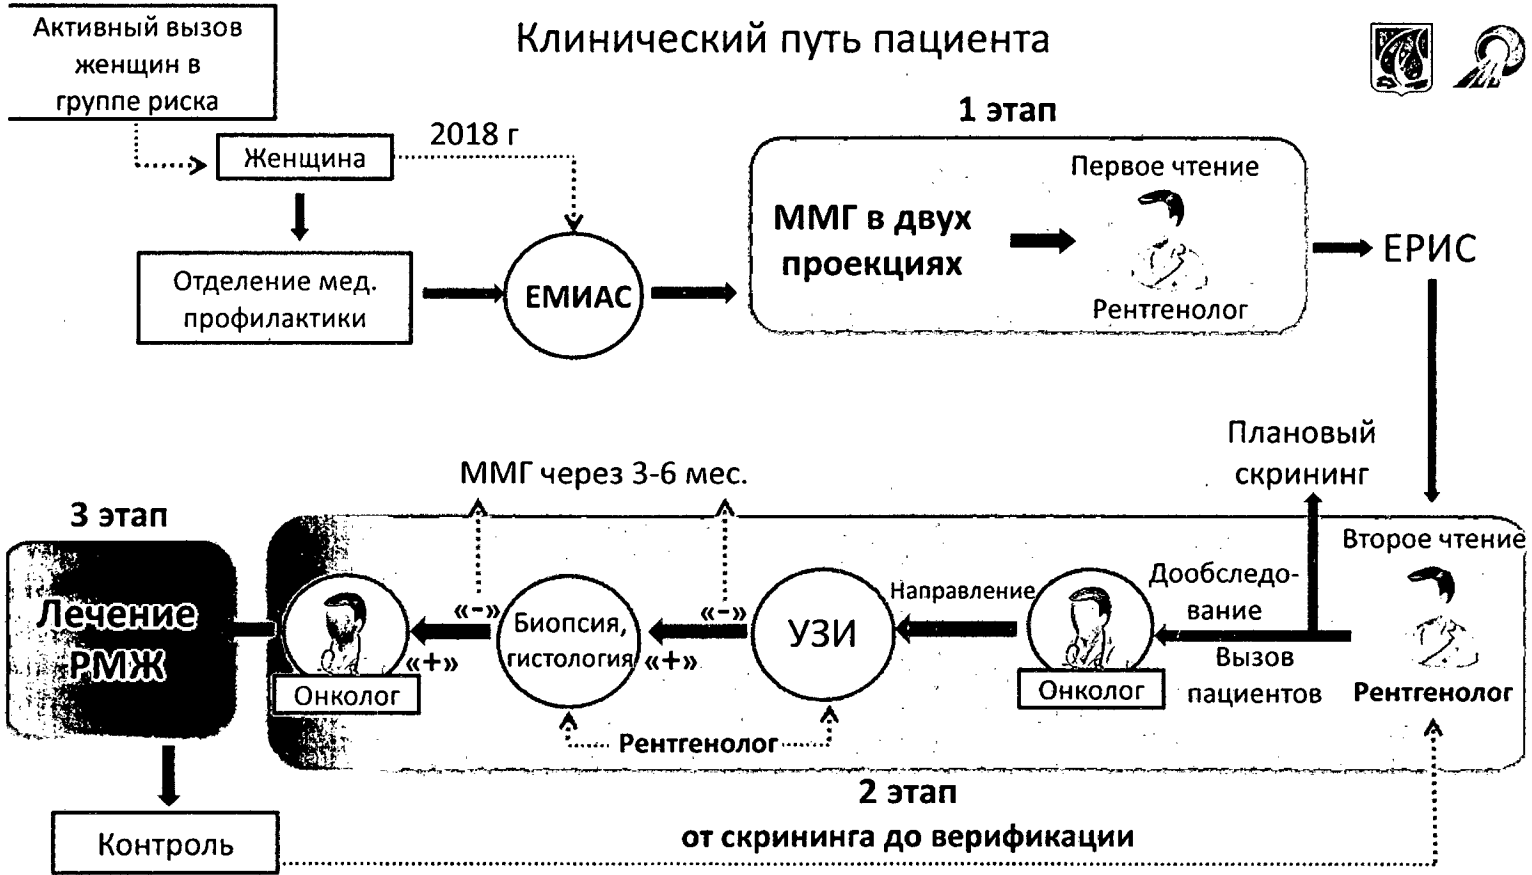 Активный вызов
женщин в
группе риска
Клинический путь пациента
Женщина
2018 г
Отделение мед.
профилактики
ЕМИАС
1 этап
ММГ в двух
проекциях
Первое чтение
Рентгенолог
ЕРИС
Плановый
скрининг
Второе чтение
Рентгенолог
Дообследо-
вание
Вызов
пациентов
Онколог
Направление
УЗИ
«-»
«+»
ММГ через 3-6 мес.
Биопсия,
гистология
«-»
«+»
Рентгенолог
Онколог
3 этап
Лечение
РМЖ
Контроль
2 этап
от скрининга до верификации